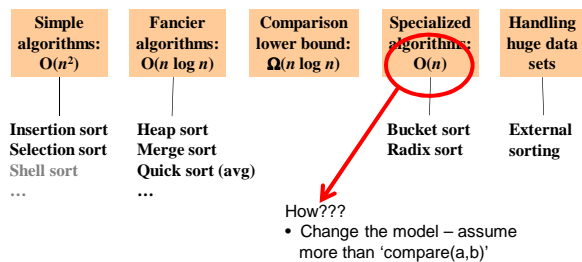 Simple
algorithms:
O(n²)
Fancier
algorithms:
O(n log n)
Comparison
lower bound:
Ω(n log n)
Specialized
algorithms:
O(n)
Handling
huge data
sets
Insertion sort
Selection sort
Shell sort
…
Heap sort
Merge sort
Quick sort (avg)
…
Bucket sort
Radix sort
External
sorting
How???
• Change the model – assume
more than ‘compare(a,b)’